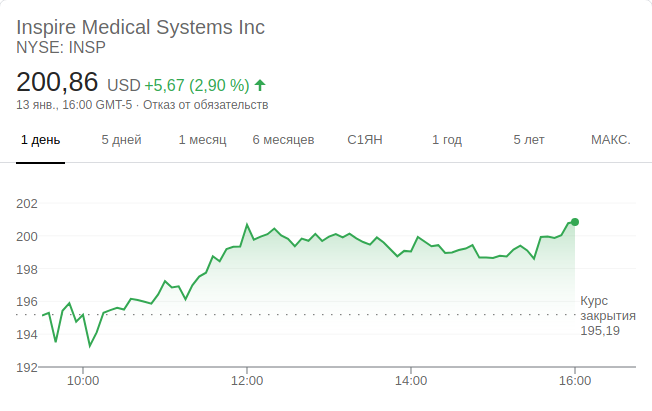 Inspire Medical Systems Inc
NYSE: INSP
200,86 USD +5,67 (2,90 %)
13 янв., 16:00 GMT-5 · Отказ от обязательств
1 день 5 дней 1 месяц 6 месяцев С1ЯН 1 год 5 лет МАКС.
202
200
198
196
194
192
Курс
закрытия
195,19
10:00 12:00 14:00 16:00